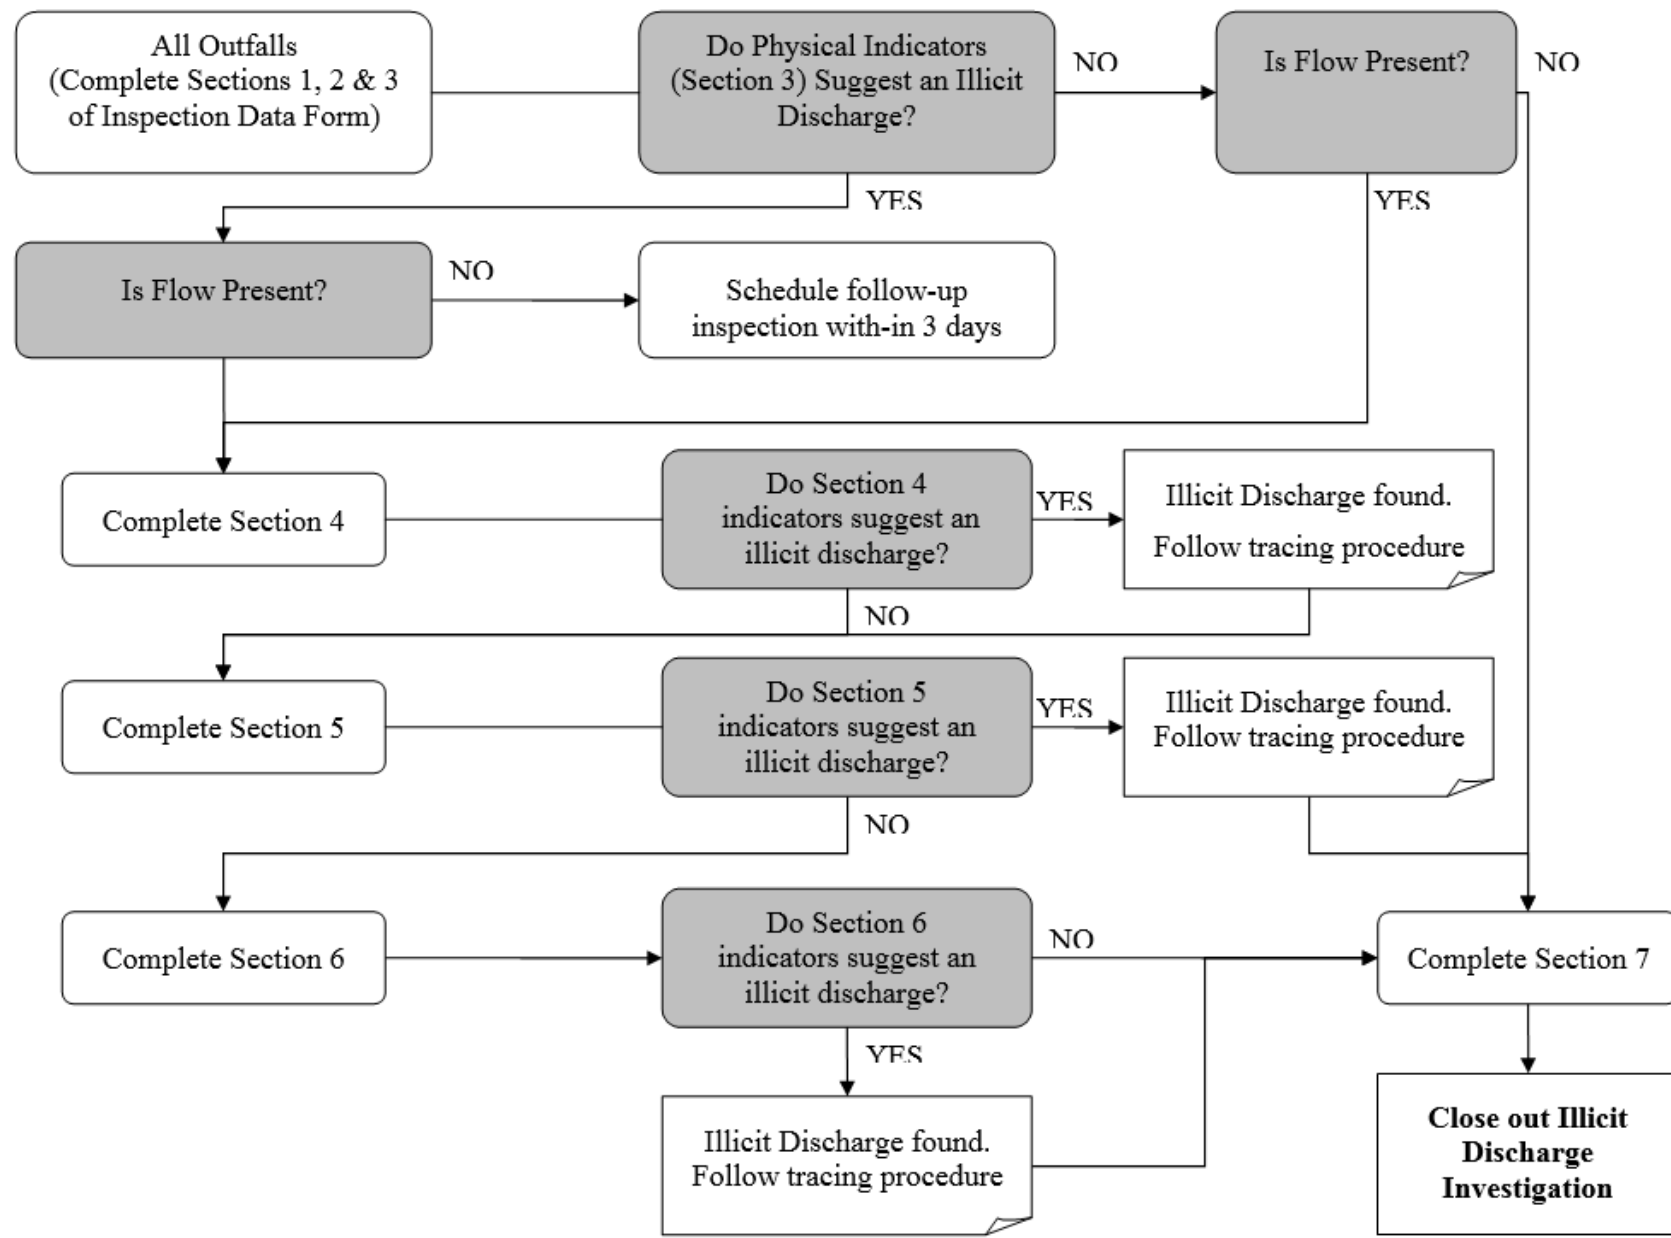 All Outfalls
(Complete Sections 1, 2 & 3
of Inspection Data Form)
Do Physical Indicators
(Section 3) Suggest an Illicit
Discharge?
NO
Is Flow Present?
NO
YES
YES
Is Flow Present?
NO
Schedule follow-up
inspection with-in 3 days
Complete Section 4
Do Section 4
indicators suggest an
illicit discharge?
YES
Illicit Discharge found.
Follow tracing procedure
NO
Complete Section 5
Do Section 5
indicators suggest an
illicit discharge?
YES
Illicit Discharge found.
Follow tracing procedure
NO
Complete Section 6
Do Section 6
indicators suggest an
illicit discharge?
NO
Complete Section 7
YES
Illicit Discharge found.
Follow tracing procedure
Close out Illicit
Discharge
Investigation